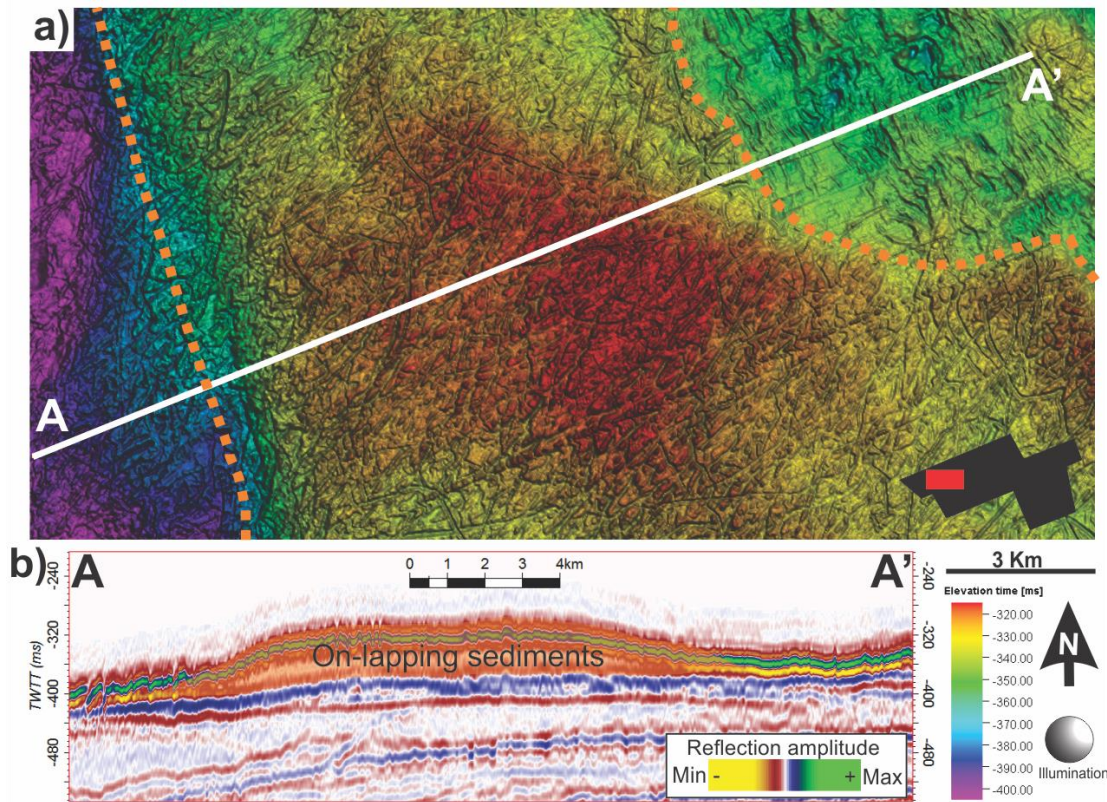 a)
A'
A
b)
A
0 1 2 3 4km
A'
3 Km
Elevation time [ms]
-240
-320
-400
-480
TWTT (ms)
On-lapping sediments
-240
-320
-400
-480
-320.00
-330.00
-340.00
-350.00
-360.00
-370.00
-380.00
-390.00
-400.00
N
Illumination
Reflection amplitude
Min - + Max